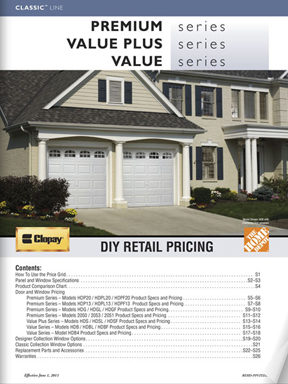 CLASSIC™ LINE
PREMIUM series
VALUE PLUS series
VALUE series
Clopay®
DIY RETAIL PRICING
THE HOME DEPOT
Contents:
How To Use the Price Grid S1
Panel and Window Specifications S2–S3
Product Comparison Chart S4
Door and Window Pricing
Premium Series – Models HDP20 / HDPL20 / HDPF20 Product Specs and Pricing S5–S6
Premium Series – Models HDP13 / HDPL13 / HDPF13 Product Specs and Pricing S7–S8
Premium Series – Models HDG / HDGL / HDGF Product Specs and Pricing S9–S10
Premium Series – Models 2050 / 2053 / 2051 Product Specs and Pricing S11–S12
Value Plus Series – Models HDS / HDSL / HDSF Product Specs and Pricing S13–S14
Value Series – Models HDB / HDBL / HDBF Product Specs and Pricing S15–S16
Value Series – Model HDB4 Product Specs and Pricing S17–S18
Designer Collection Window Options S19–S20
Classic Collection Window Options S21
Replacement Parts and Accessories S22–S25
Warranties S26
Effective June 1, 2011